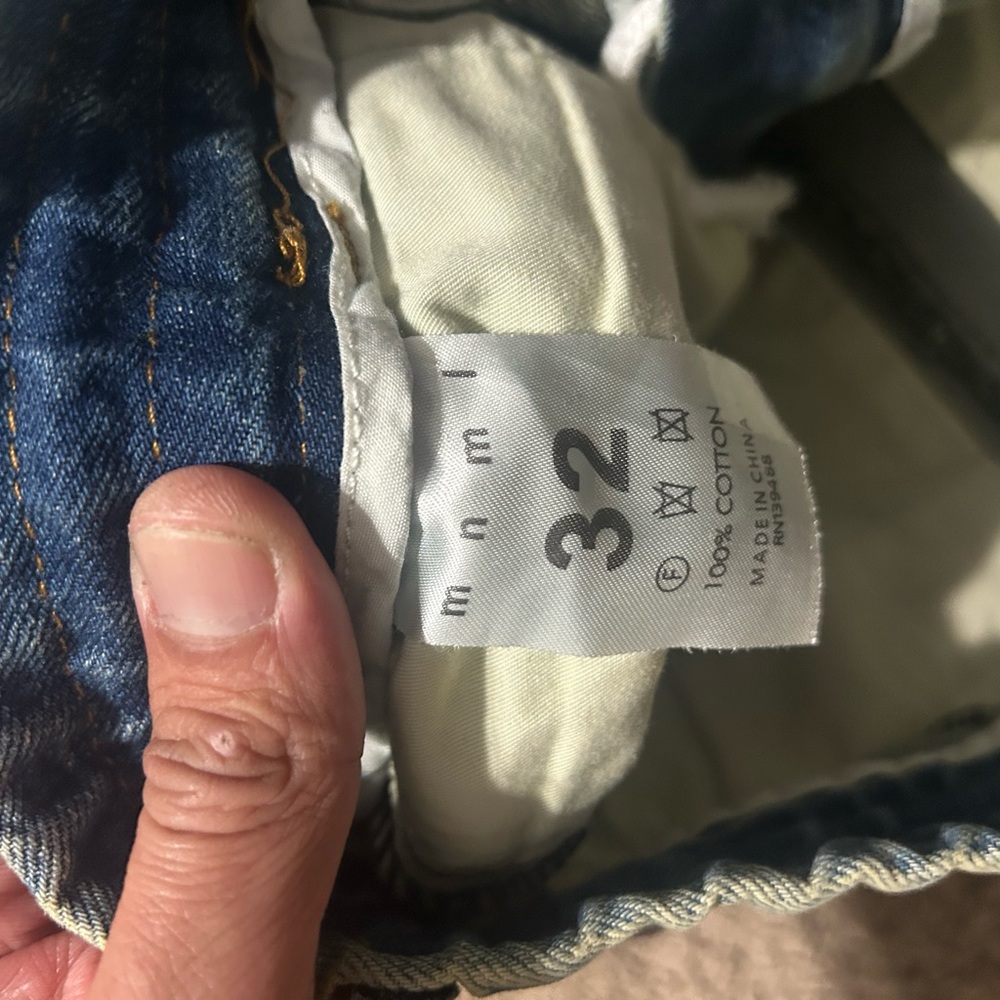 mnml
32
Ⓕ
100% COTTON
MADE IN CHINA
RN139488